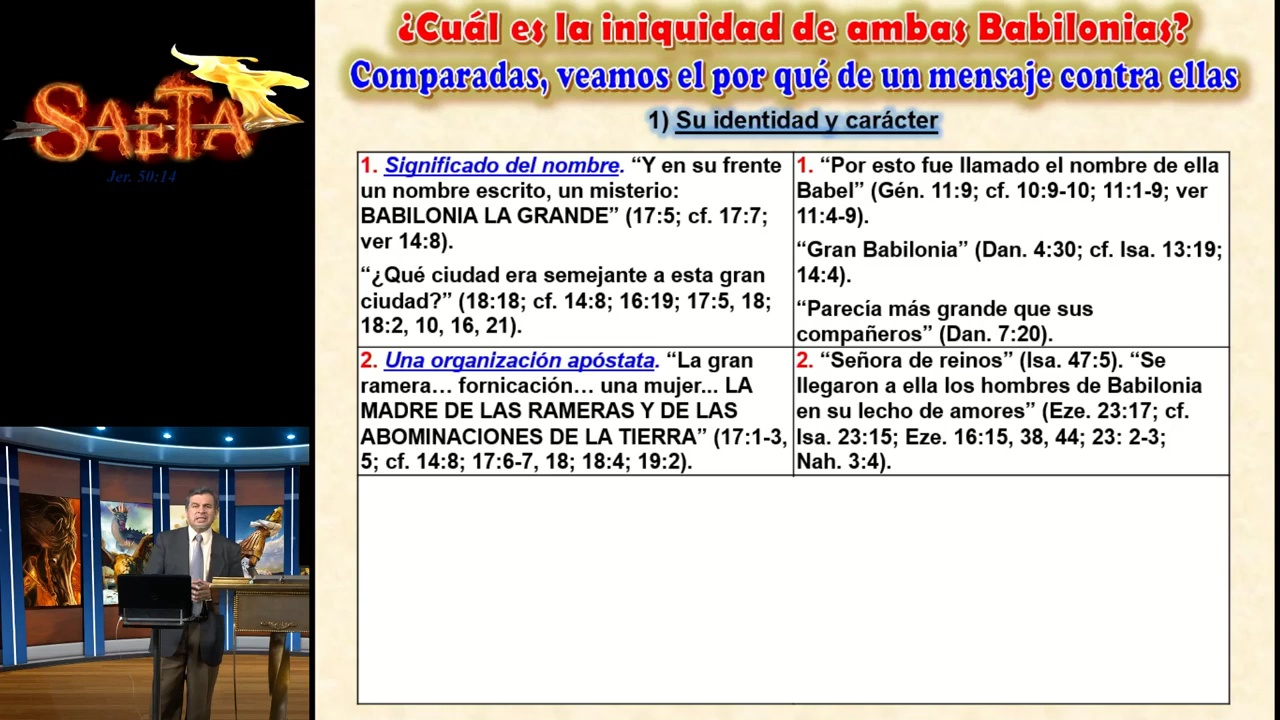 SAETA
Jer. 50:14
¿Cuál es la iniquidad de ambas Babilonias?
Comparadas, veamos el por qué de un mensaje contra ellas
1) Su identidad y carácter
1. Significado del nombre. “Y en su frente
un nombre escrito, un misterio:
BABILONIA LA GRANDE” (17:5; cf. 17:7;
ver 14:8).
“¿Qué ciudad era semejante a esta gran
ciudad?” (18:18; cf. 14:8; 16:19; 17:5, 18;
18:2, 10, 16, 21).
1. “Por esto fue llamado el nombre de ella
Babel” (Gén. 11:9; cf. 10:9-10; 11:1-9; ver
11:4-9).
“Gran Babilonia” (Dan. 4:30; cf. Isa. 13:19;
14:4).
“Parecía más grande que sus
compañeros” (Dan. 7:20).
2. Una organización apóstata. “La gran
ramera… fornicación… una mujer... LA
MADRE DE LAS RAMERAS Y DE LAS
ABOMINACIONES DE LA TIERRA” (17:1-3,
5; cf. 14:8; 17:6-7, 18; 18:4; 19:2).
2. “Señora de reinos” (Isa. 47:5). “Se
llegaron a ella los hombres de Babilonia
en su lecho de amores” (Eze. 23:17; cf.
Isa. 23:15; Eze. 16:15, 38, 44; 23: 2-3;
Nah. 3:4).